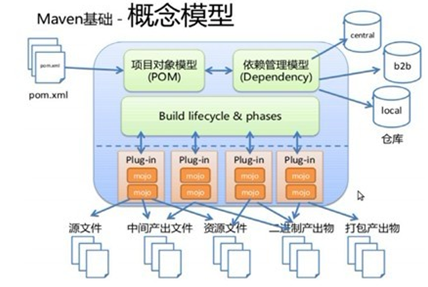 Maven基础 - 概念模型
pom.xml
pom.xml
项目对象模型
(POM)
依赖管理模型
(Dependency)
central
b2b
local
仓库
Build lifecycle & phases
Plug-in
mojo
mojo
Plug-in
mojo
mojo
Plug-in
mojo
mojo
Plug-in
mojo
mojo
源文件
中间产出文件
资源文件
二进制产出物
打包产出物